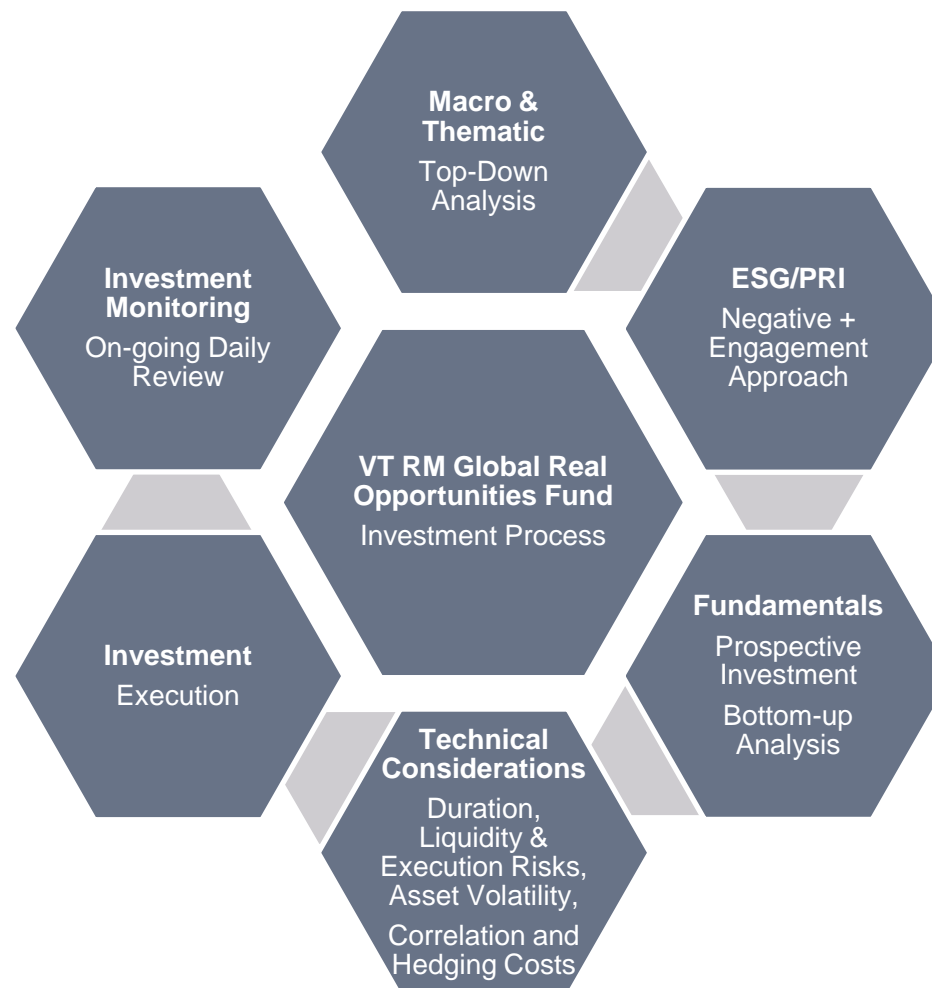 Macro &
Thematic
Top-Down
Analysis
ESG/PRI
Negative +
Engagement
Approach
Fundamentals
Prospective
Investment
Bottom-up
Analysis
Technical
Considerations
Duration,
Liquidity &
Execution Risks,
Asset Volatility,
Correlation and
Hedging Costs
Investment
Execution
Investment
Monitoring
On-going Daily
Review
VT RM Global Real
Opportunities Fund
Investment Process